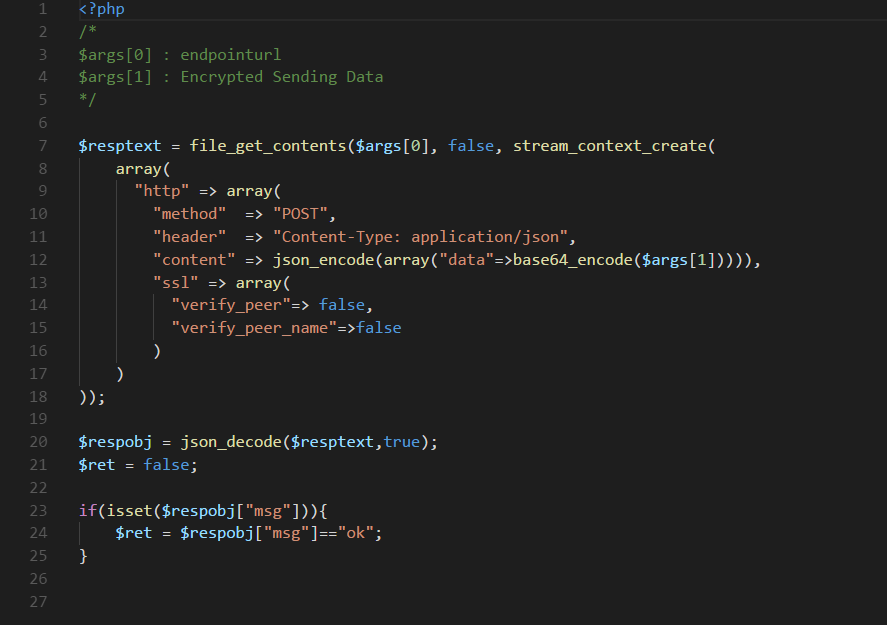 1 <?php
2 /*
3 $args[0] : endpointurl
4 $args[1] : Encrypted Sending Data
5 */
6
7 $resptext = file_get_contents($args[0], false, stream_context_create(
8     array(
9       "http" => array(
10         "method"  => "POST",
11         "header"  => "Content-Type: application/json",
12         "content" => json_encode(array("data"=>base64_encode($args[1])))),
13         "ssl" => array(
14           "verify_peer"=> false,
15           "verify_peer_name"=>false
16         )
17     )
18 ));
19
20 $respobj = json_decode($resptext,true);
21 $ret = false;
22
23 if(isset($respobj["msg"])){
24     $ret = $respobj["msg"]=="ok";
25 }
26
27